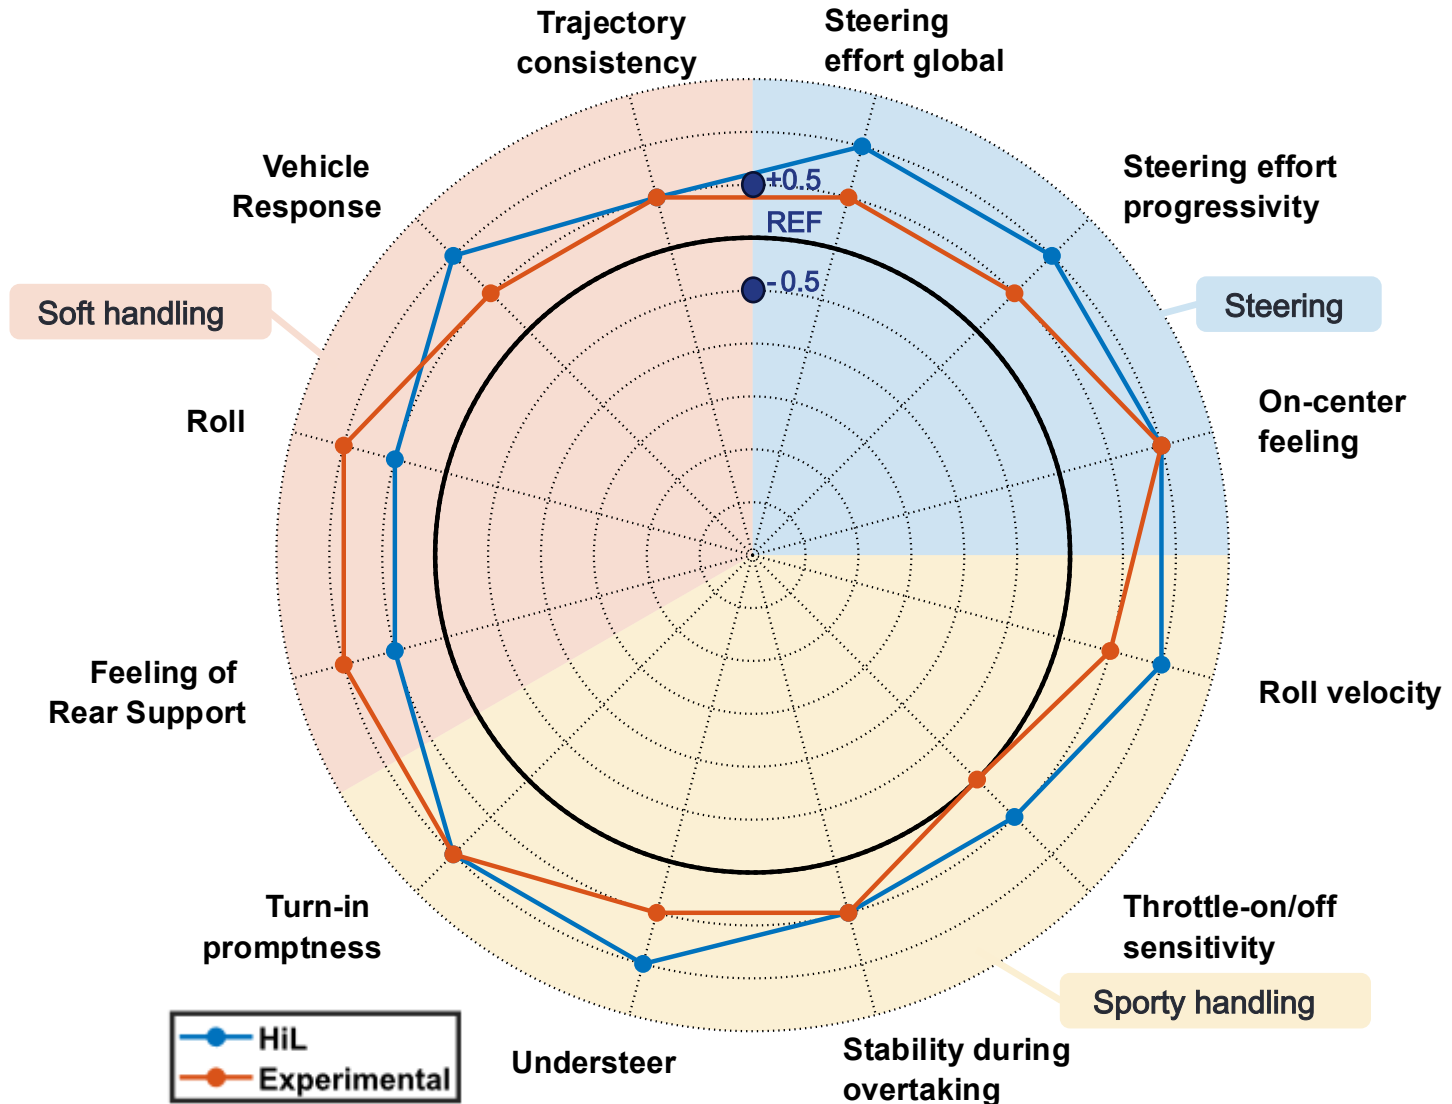 Trajectory
consistency
Steering
effort global
Vehicle
Response
Steering effort
progressivity
+0.5
REF
-0.5
Soft handling
Steering
Roll
On-center
feeling
Feeling of
Rear Support
Roll velocity
Turn-in
promptness
Throttle-on/off
sensitivity
Sporty handling
Understeer
Stability during
overtaking
HiL
Experimental